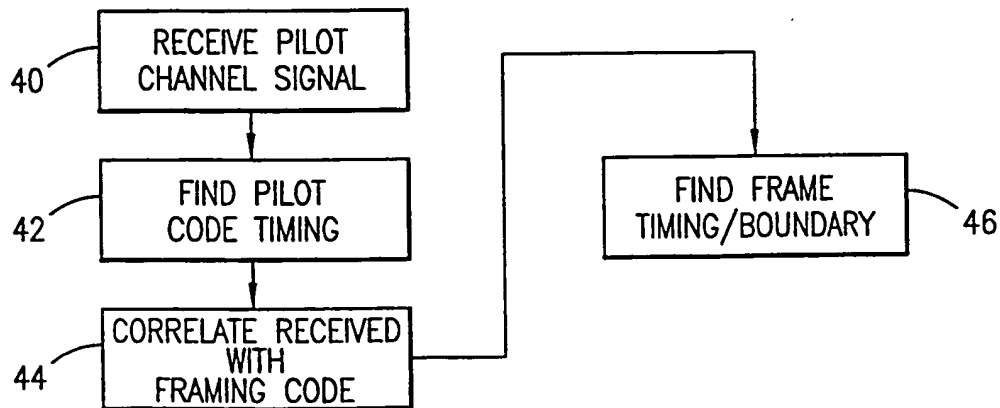 40
RECEIVE PILOT
CHANNEL SIGNAL
42
FIND PILOT
CODE TIMING
44
CORRELATE RECEIVED
WITH
FRAMING CODE
FIND FRAME
TIMING/BOUNDARY
46